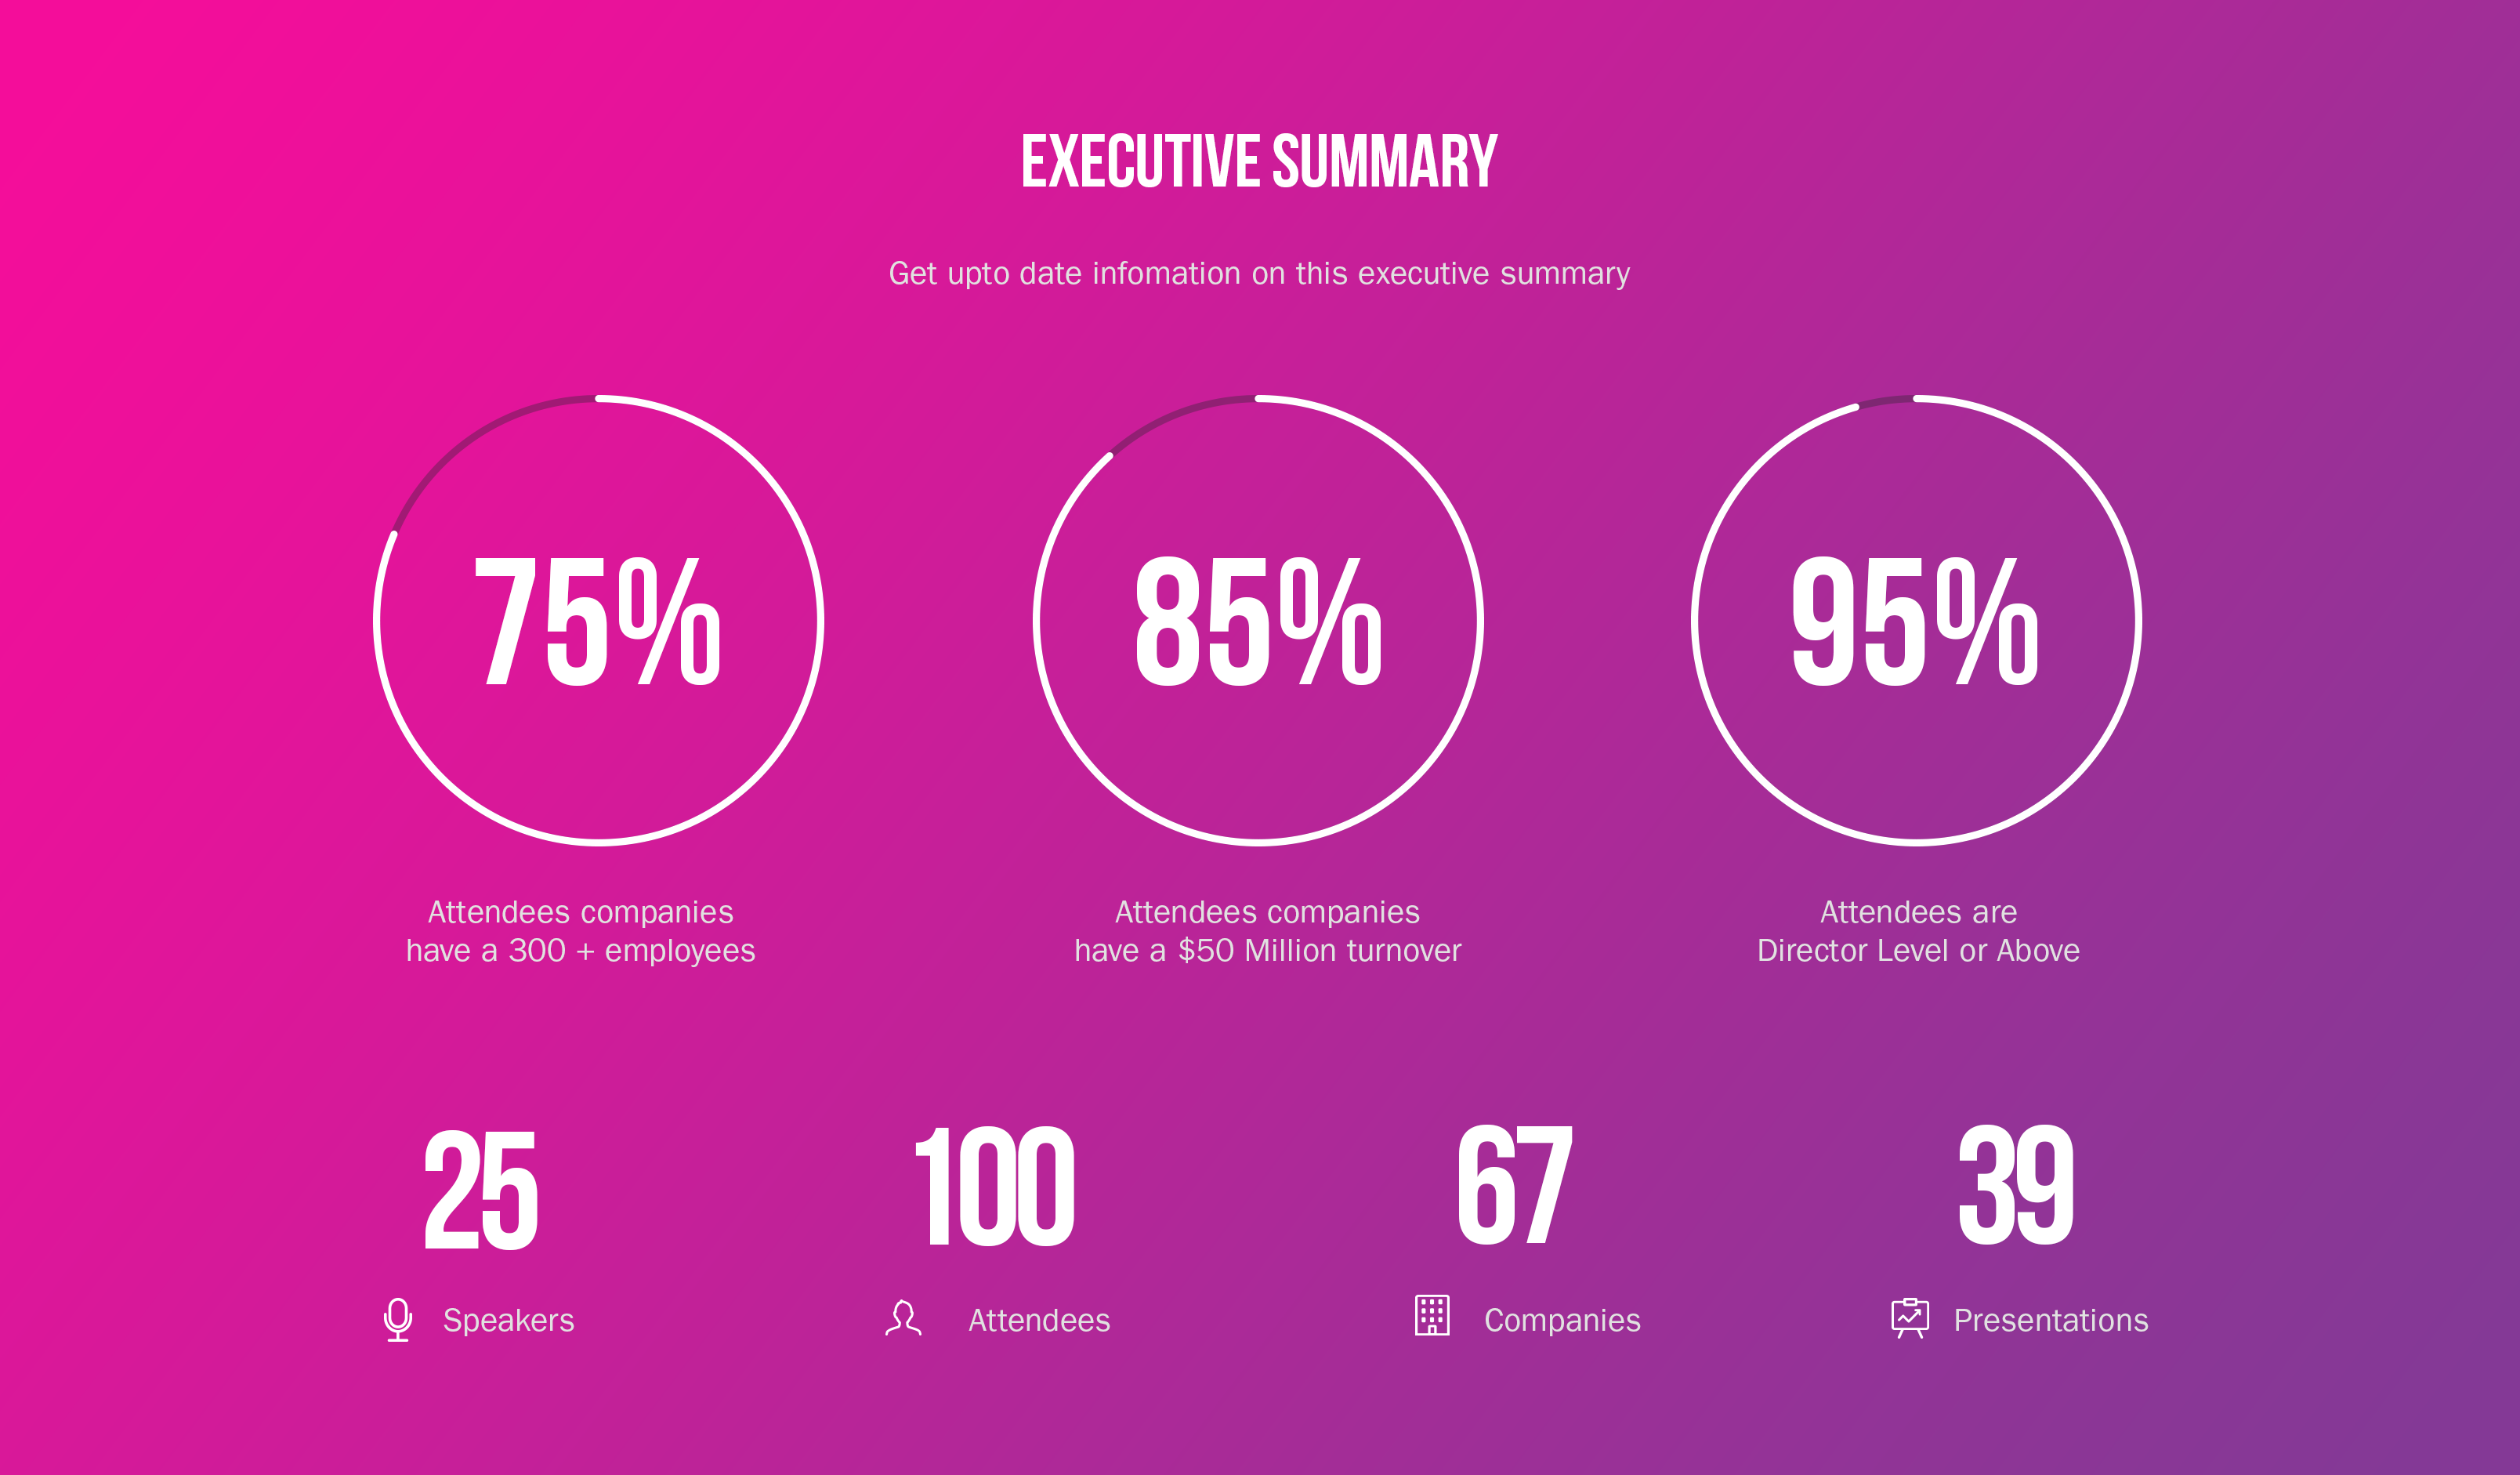 EXECUTIVE SUMMARY
Get upto date infomation on this executive summary
75%
85%
95%
Attendees companies
have a 300 + employees
Attendees companies
have a $50 Million turnover
Attendees are
Director Level or Above
25
100
67
39
Speakers
Attendees
Companies
Presentations